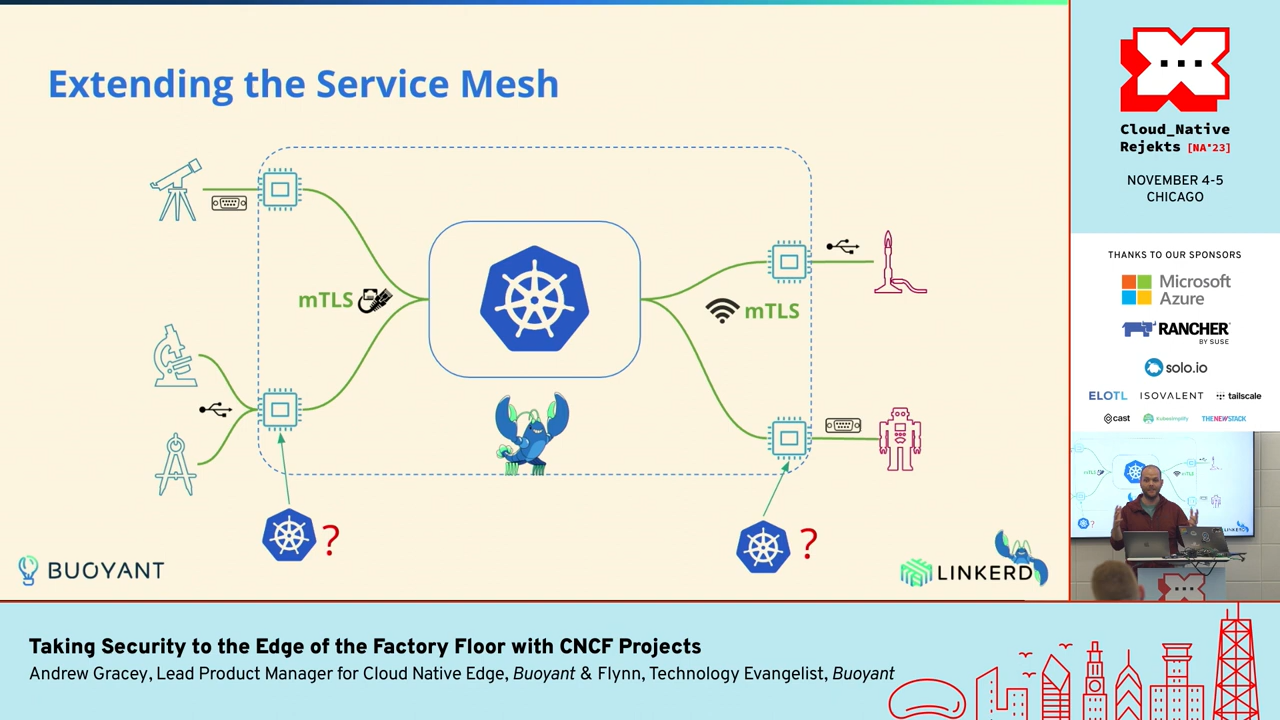 Extending the Service Mesh
mTLS
mTLS
?
?
BUOYANT
LINKERD
Cloud_Native
Rejekts [NA'23]
NOVEMBER 4-5
CHICAGO
THANKS TO OUR SPONSORS
Microsoft
Azure
RANCHER
BY SUSE
solo.io
ELOTL ISOVALENT tailscale
cast kubesimplify THENEWSTACK
Taking Security to the Edge of the Factory Floor with CNCF Projects
Andrew Gracey, Lead Product Manager for Cloud Native Edge, Buoyant & Flynn, Technology Evangelist, Buoyant